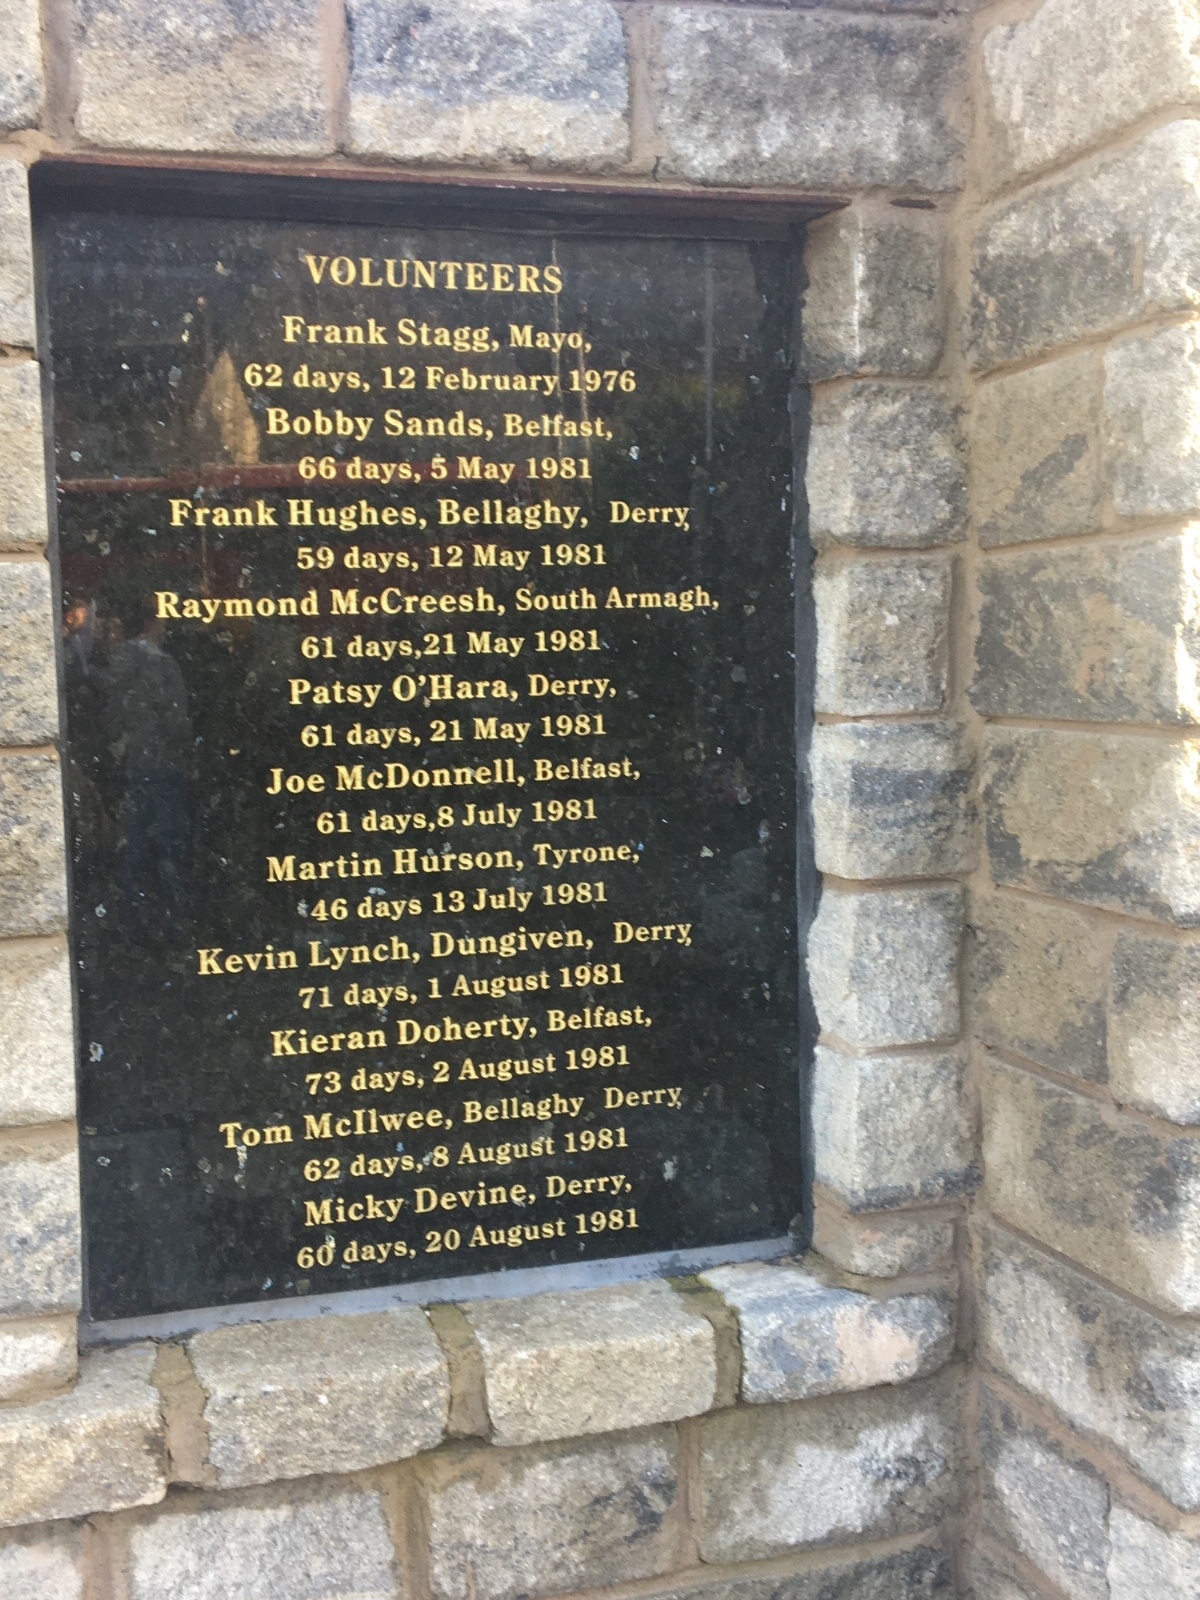 VOLUNTEERS
Frank Stagg, Mayo,
62 days, 12 February 1976
Bobby Sands, Belfast,
66 days, 5 May 1981
Frank Hughes, Bellaghy, Derry,
59 days, 12 May 1981
Raymond McCreesh, South Armagh,
61 days,21 May 1981
Patsy O'Hara, Derry,
61 days, 21 May 1981
Joe McDonnell, Belfast,
61 days,8 July 1981
Martin Hurson, Tyrone,
46 days 13 July 1981
Kevin Lynch, Dungiven, Derry,
71 days, 1 August 1981
Kieran Doherty, Belfast,
73 days, 2 August 1981
Tom McIlwee, Bellaghy Derry,
62 days, 8 August 1981
Micky Devine, Derry,
60 days, 20 August 1981